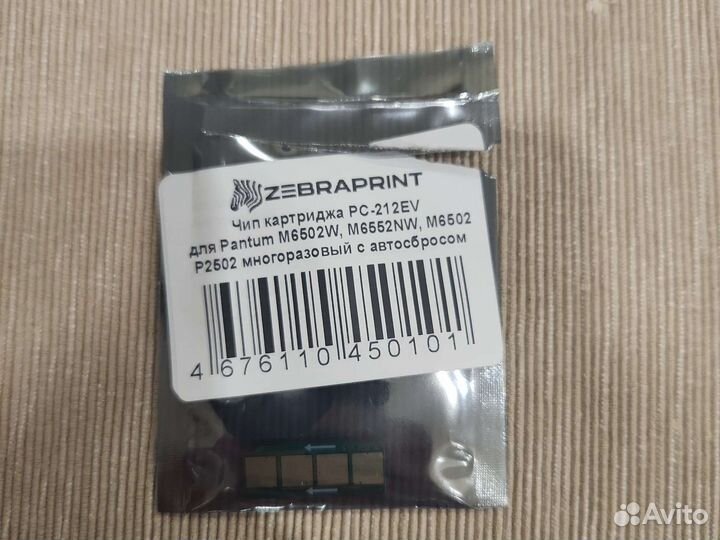 ZEBRAPRINT
Чип картриджа PC-212EV
для Pantum M6502W, M6552NW, M6502
P2502 многоразовый с автосбросом
4 676110 450101
Avito